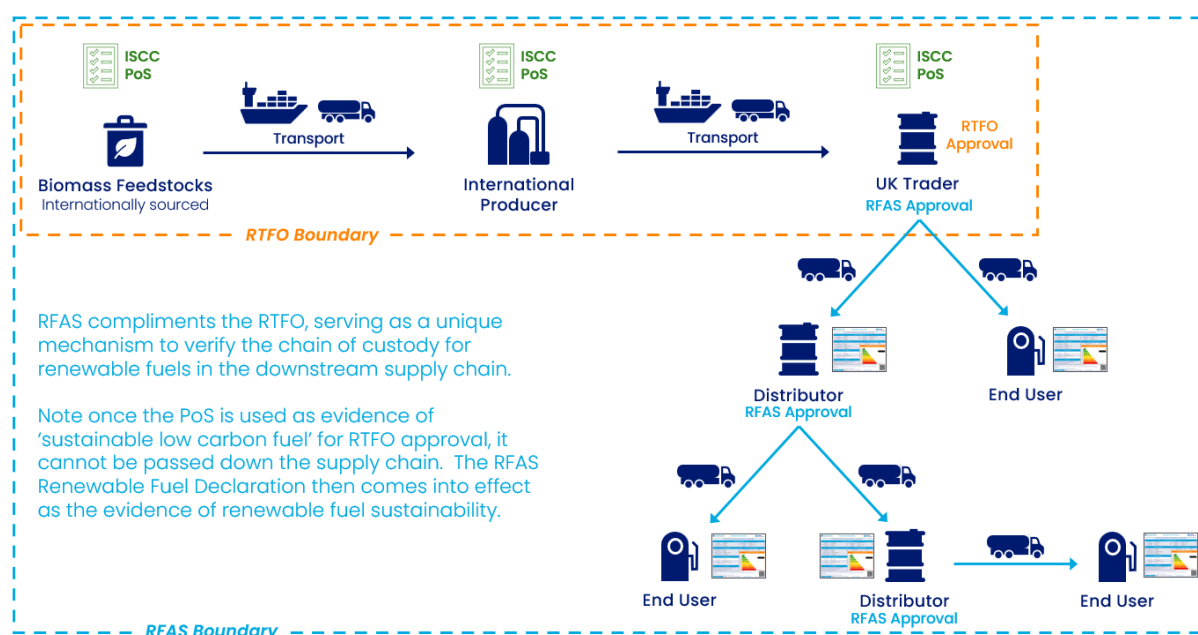 ISCC
PoS
ISCC
PoS
ISCC
PoS
Transport
Transport
RTFO
Approval
Biomass Feedstocks
Internationally sourced
International
Producer
UK Trader
RFAS Approval
RTFO Boundary
RFAS compliments the RTFO, serving as a unique
mechanism to verify the chain of custody for
renewable fuels in the downstream supply chain.
Note once the PoS is used as evidence of
‘sustainable low carbon fuel’ for RTFO approval, it
cannot be passed down the supply chain. The RFAS
Renewable Fuel Declaration then comes into effect
as the evidence of renewable fuel sustainability.
Distributor
RFAS Approval
End User
End User
Distributor
RFAS Approval
End User
RFAS Boundary